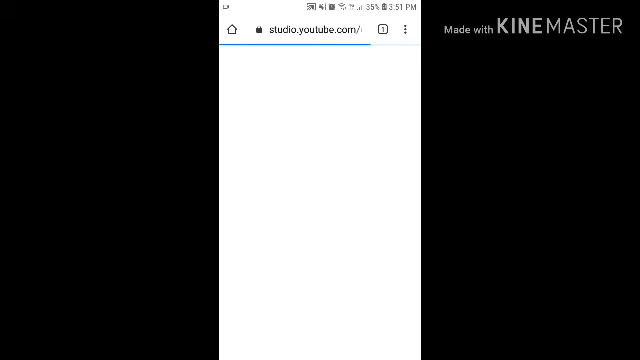 35% 3:51 PM
studio.youtube.com/
1
Made with KINEMASTER